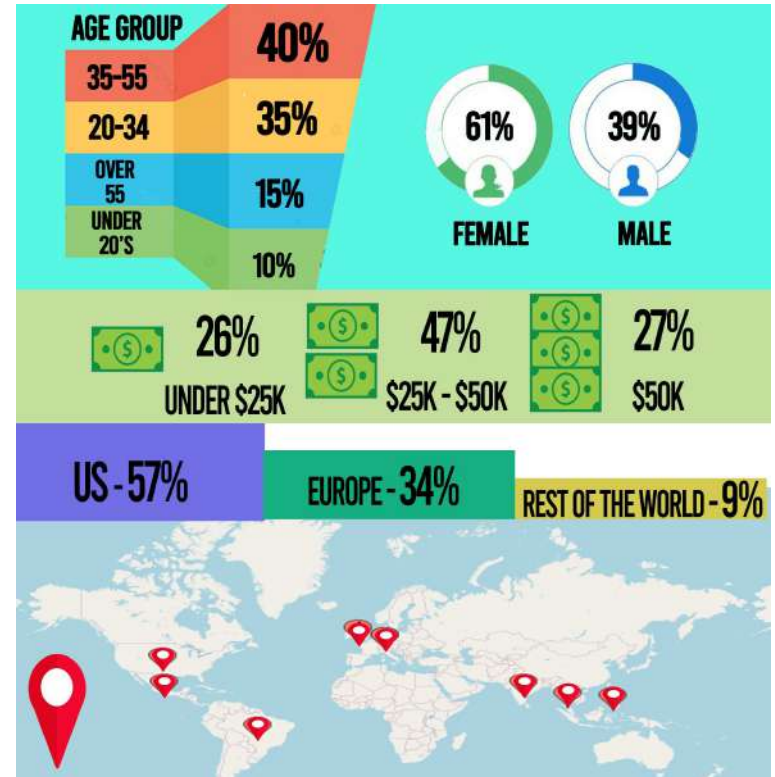 AGE GROUP
40%
35-55
20-34
35%
OVER
55
15%
UNDER
20'S
10%
61%
FEMALE
39%
MALE
$
26%
UNDER $25K
$
$
47%
$25K - $50K
$
$
$
27%
$50K
US - 57%
EUROPE - 34%
REST OF THE WORLD - 9%